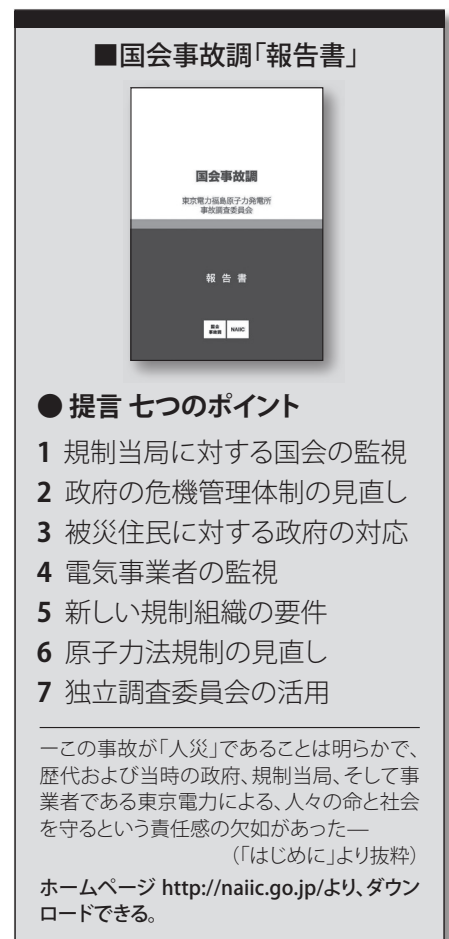 ■国会事故調「報告書」
国会事故調
東京電力福島原子力発電所
事故調査委員会
報告書
国会
事故調
NAIIC
● 提言 七つのポイント
1 規制当局に対する国会の監視
2 政府の危機管理体制の見直し
3 被災住民に対する政府の対応
4 電気事業者の監視
5 新しい規制組織の要件
6 原子力法規制の見直し
7 独立調査委員会の活用
―この事故が「人災」であることは明らかで、
歴代および当時の政府、規制当局、そして事
業者である東京電力による、人々の命と社会
を守るという責任感の欠如があった―
(「はじめに」より抜粋)
ホームページ http://naiic.go.jp/より、ダウン
ロードできる。